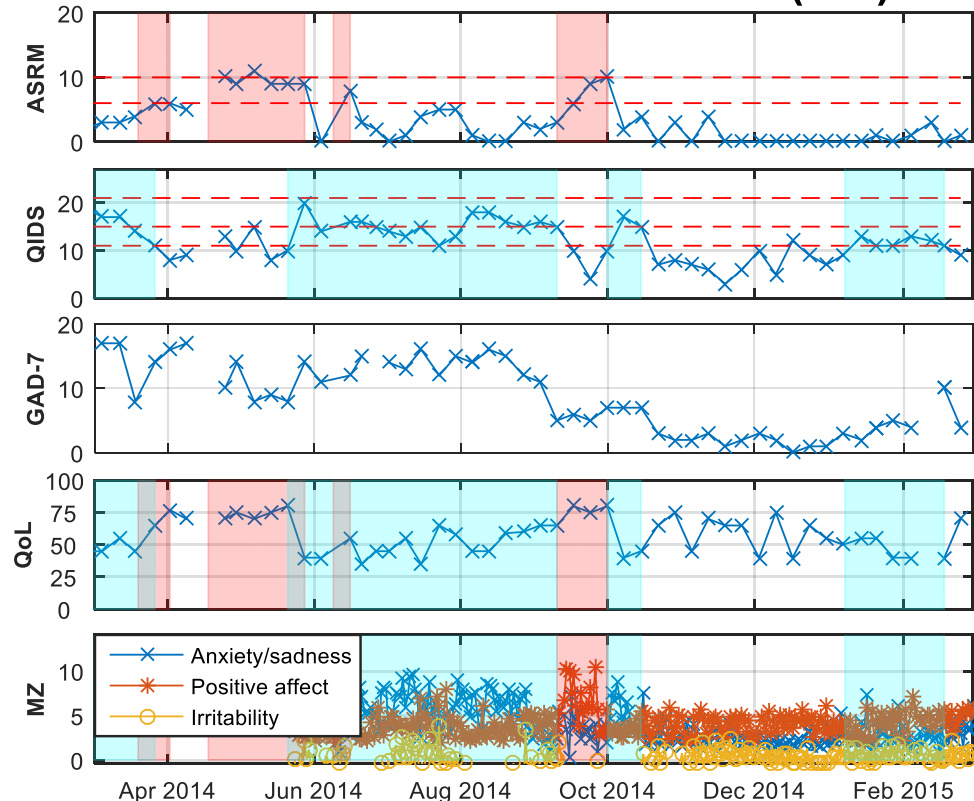 20
10
0
ASRM
20
10
0
QIDS
20
10
0
GAD-7
100
75
50
25
0
QoL
10
5
0
MZ
Anxiety/sadness
Positive affect
Irritability
Apr 2014 Jun 2014 Aug 2014 Oct 2014 Dec 2014 Feb 2015